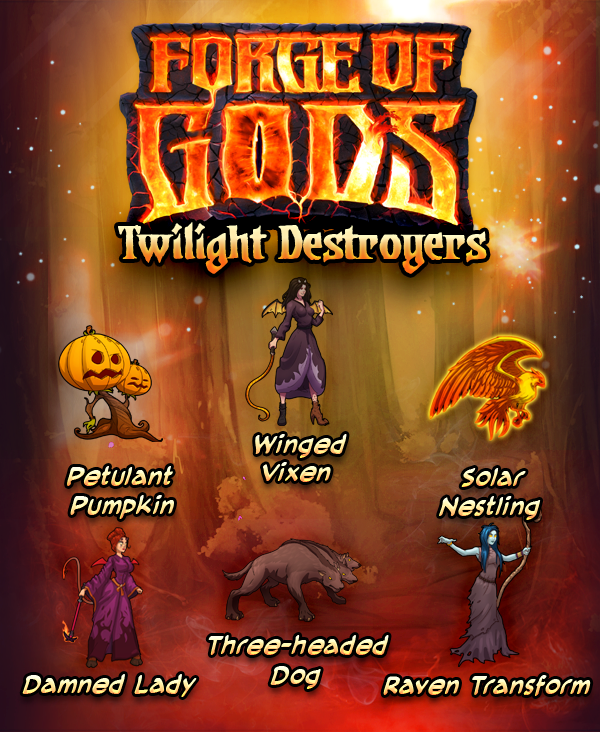 FORGE OF
GODS
Twilight Destroyers
Winged
Vixen
Petulant
Pumpkin
Solar
Nestling
Three-headed
Dog
Damned Lady
Raven Transform